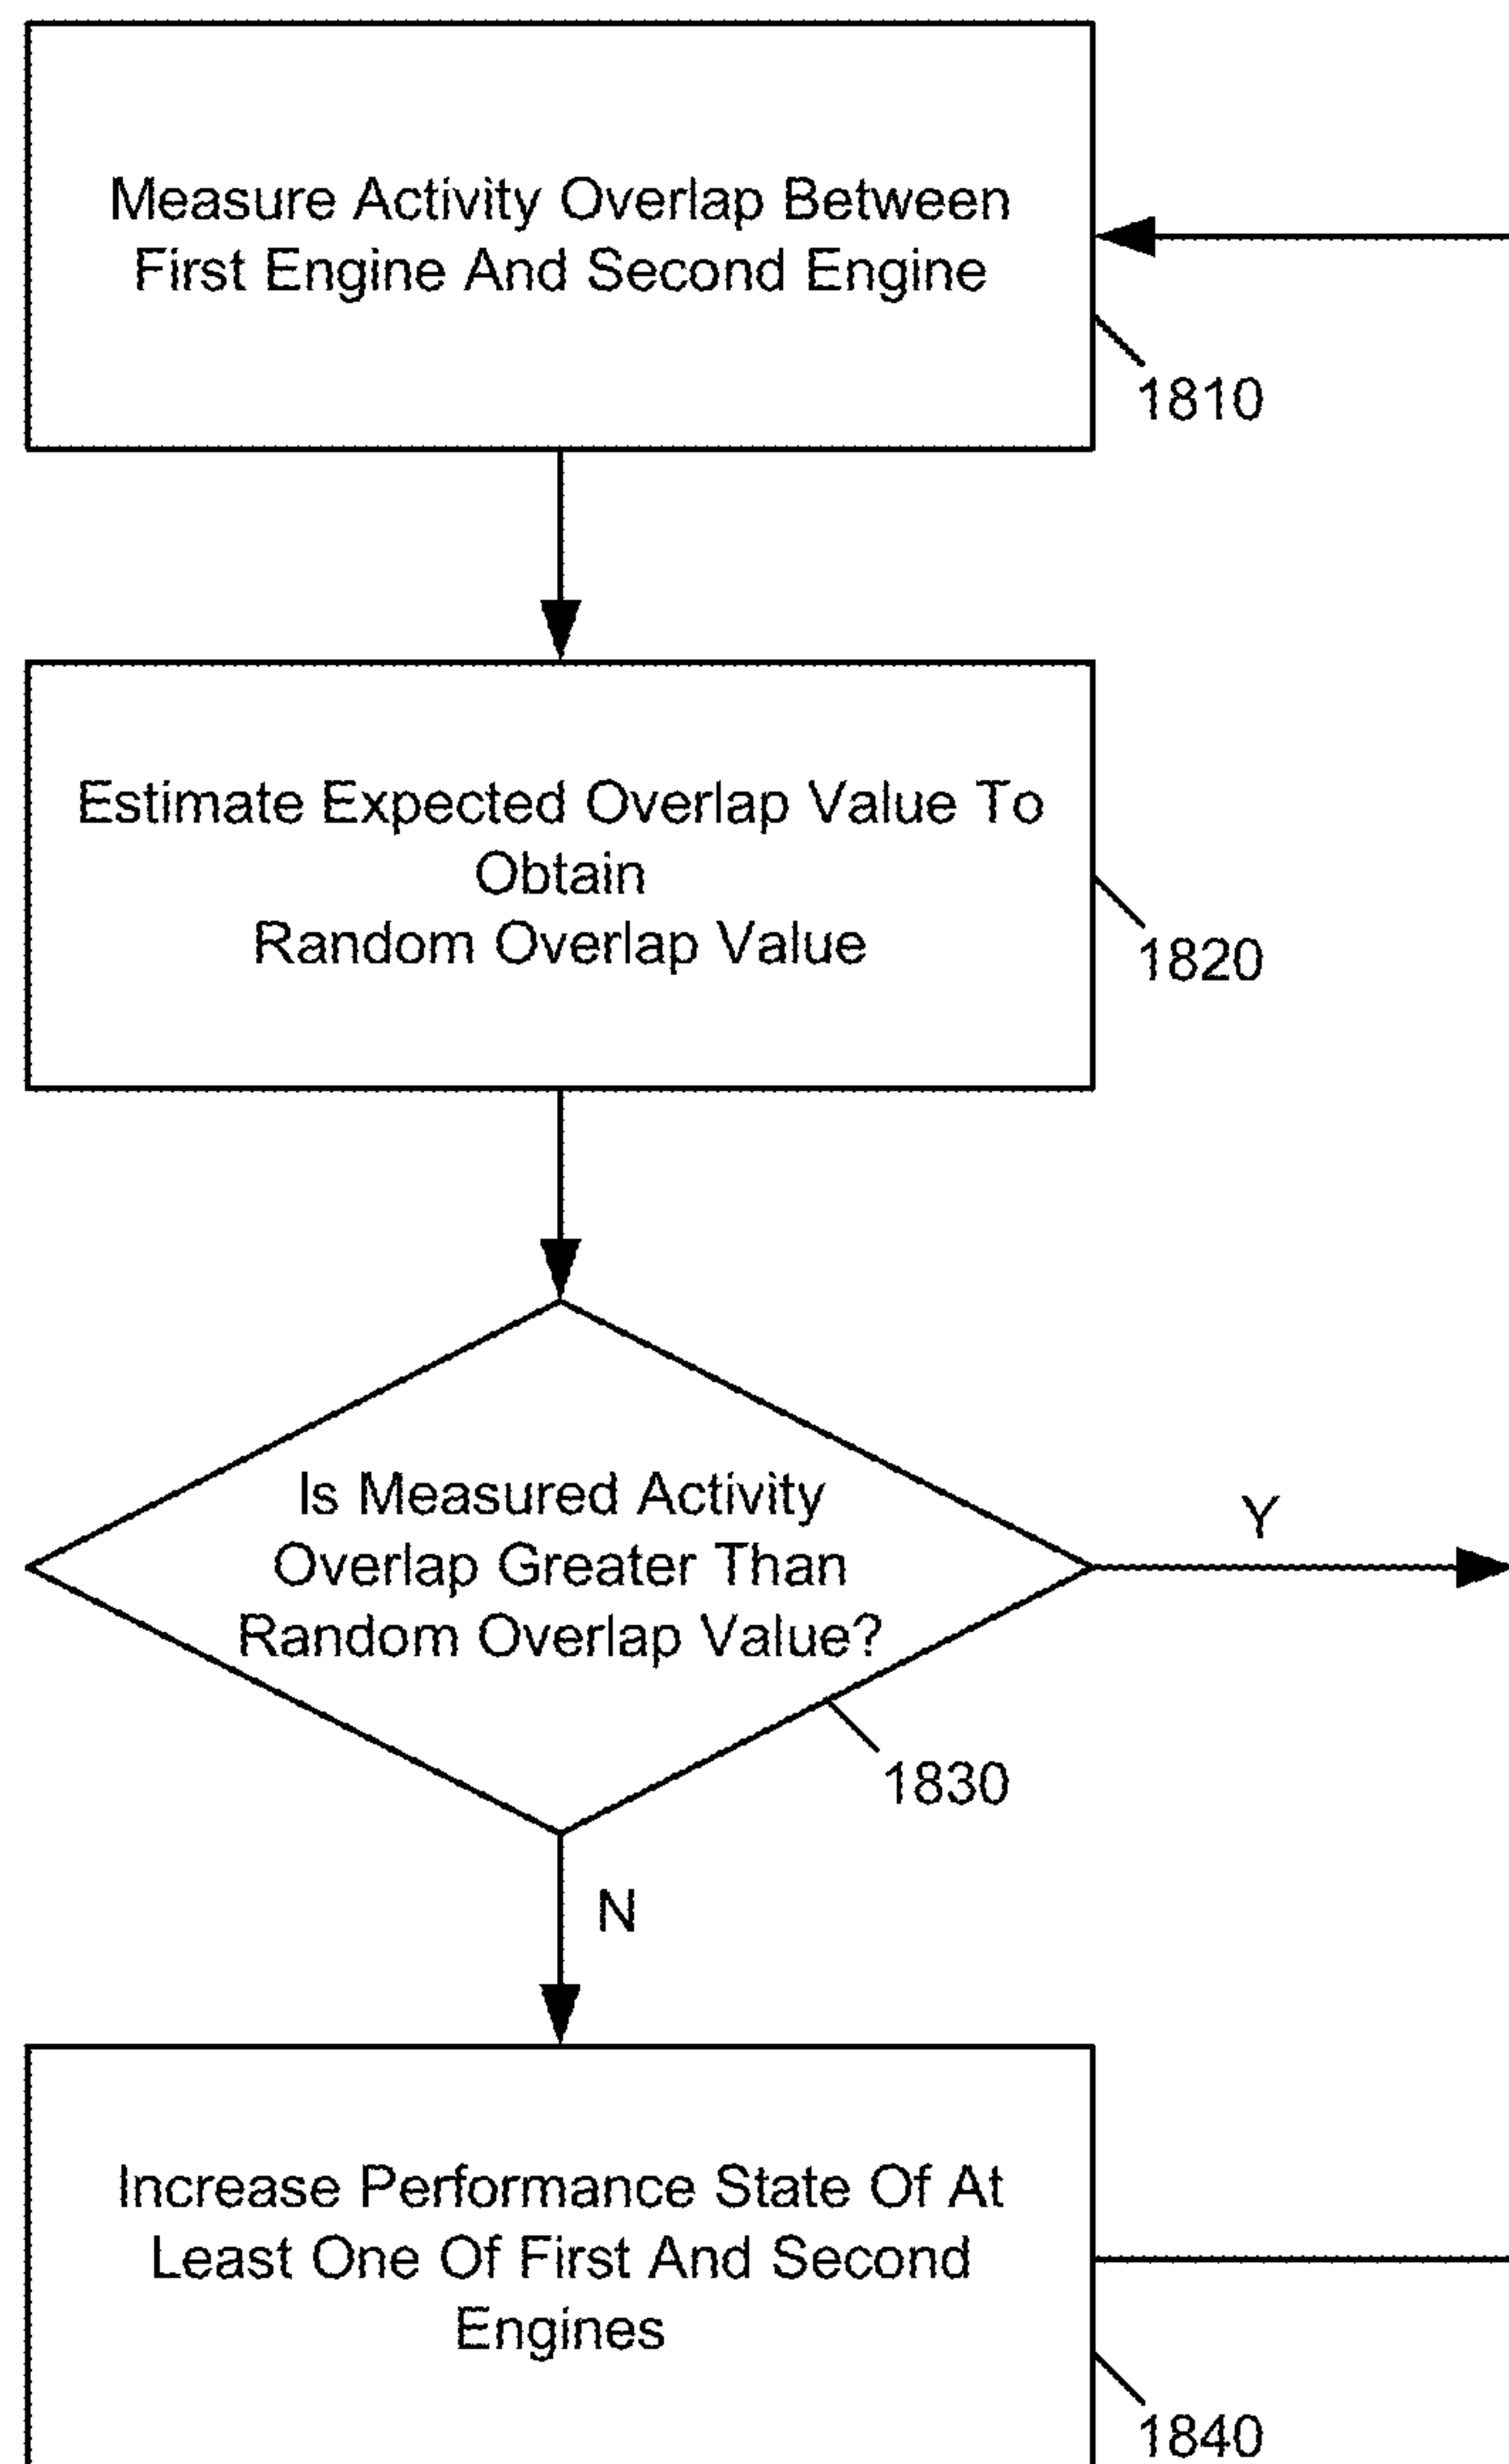 Measure Activity Overlap Between
First Engine And Second Engine
1810
Estimate Expected Overlap Value To
Obtain
Random Overlap Value
1820
Is Measured Activity
Overlap Greater Than
Random Overlap Value?
Y
1830
N
Increase Performance State Of At
Least One Of First And Second
Engines
1840